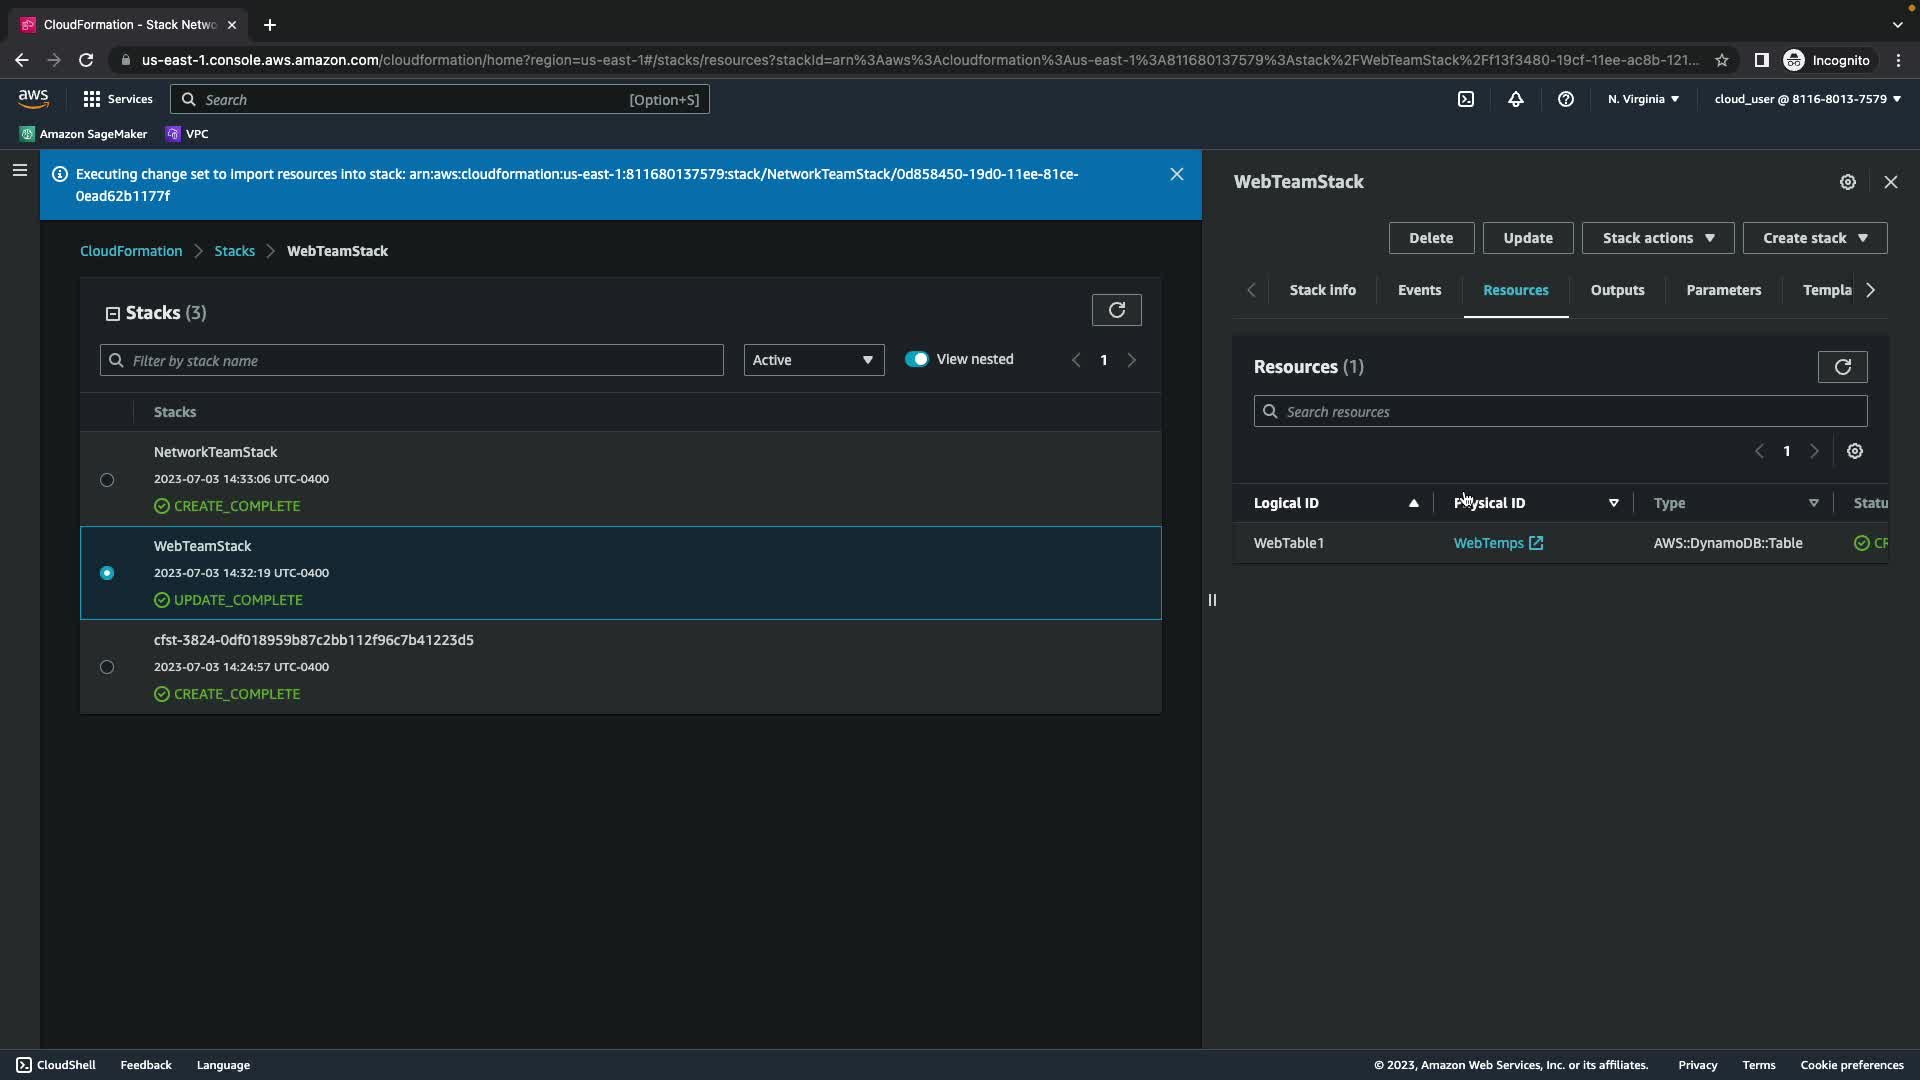 CloudFormation - Stack Netwo
us-east-1.console.aws.amazon.com/cloudformation/home?region=us-east-1#/stacks/resources?stackId=arn%3Aaws%3Acloudformation%3Aus-east-1%3A811680137579%3Astack%2FWebTeamStack%2Ff13f3480-19cf-11ee-ac8b-121...
Incognito
aws
Services
Search
[Option+S]
N. Virginia
cloud_user @ 8116-8013-7579
Amazon SageMaker
VPC
Executing change set to import resources into stack: arn:aws:cloudformation:us-east-1:811680137579:stack/NetworkTeamStack/0d858450-19d0-11ee-81ce-
0ead62b1177f
CloudFormation
Stacks
WebTeamStack
Stacks (3)
Filter by stack name
Active
View nested
1
Stacks
NetworkTeamStack
2023-07-03 14:33:06 UTC-0400
CREATE_COMPLETE
WebTeamStack
2023-07-03 14:32:19 UTC-0400
UPDATE_COMPLETE
cfst-3824-0df018959b87c2bb112f96c7b41223d5
2023-07-03 14:24:57 UTC-0400
CREATE_COMPLETE
WebTeamStack
Delete
Update
Stack actions
Create stack
Stack info
Events
Resources
Outputs
Parameters
Templa
Resources (1)
Search resources
1
Logical ID
Physical ID
Type
Statu
WebTable1
WebTemps
AWS::DynamoDB::Table
CR
CloudShell
Feedback
Language
© 2023, Amazon Web Services, Inc. or its affiliates.
Privacy
Terms
Cookie preferences